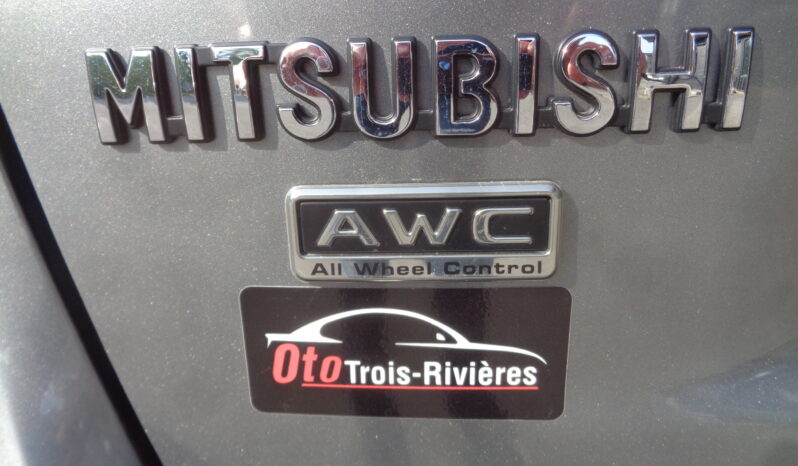 MITSUBISHI
AWC
All Wheel Control
Oto Trois-Rivières